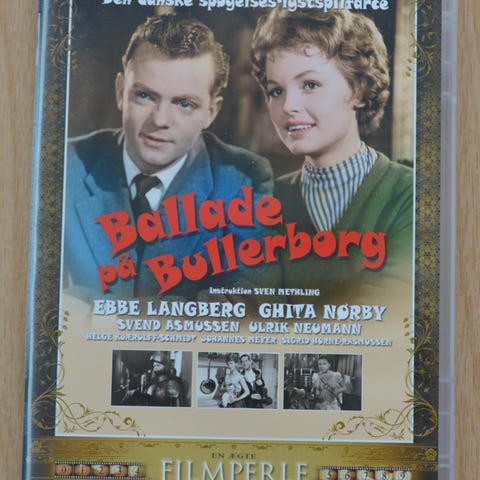 Den danske spøgelses-lystspilfarce
Ballade
på Bullerborg
Instruktion SVEN METHLING
EBBE LANGBERG GHITA NØRBY
SVEND ASMUSSEN ULRIK NEUMANN
HELGE KJÆRULFF-SCHMIDT JOHANNES MEYER SIGRID HORNE-RASMUSSEN
EN ÆGTE
FILMPERLE